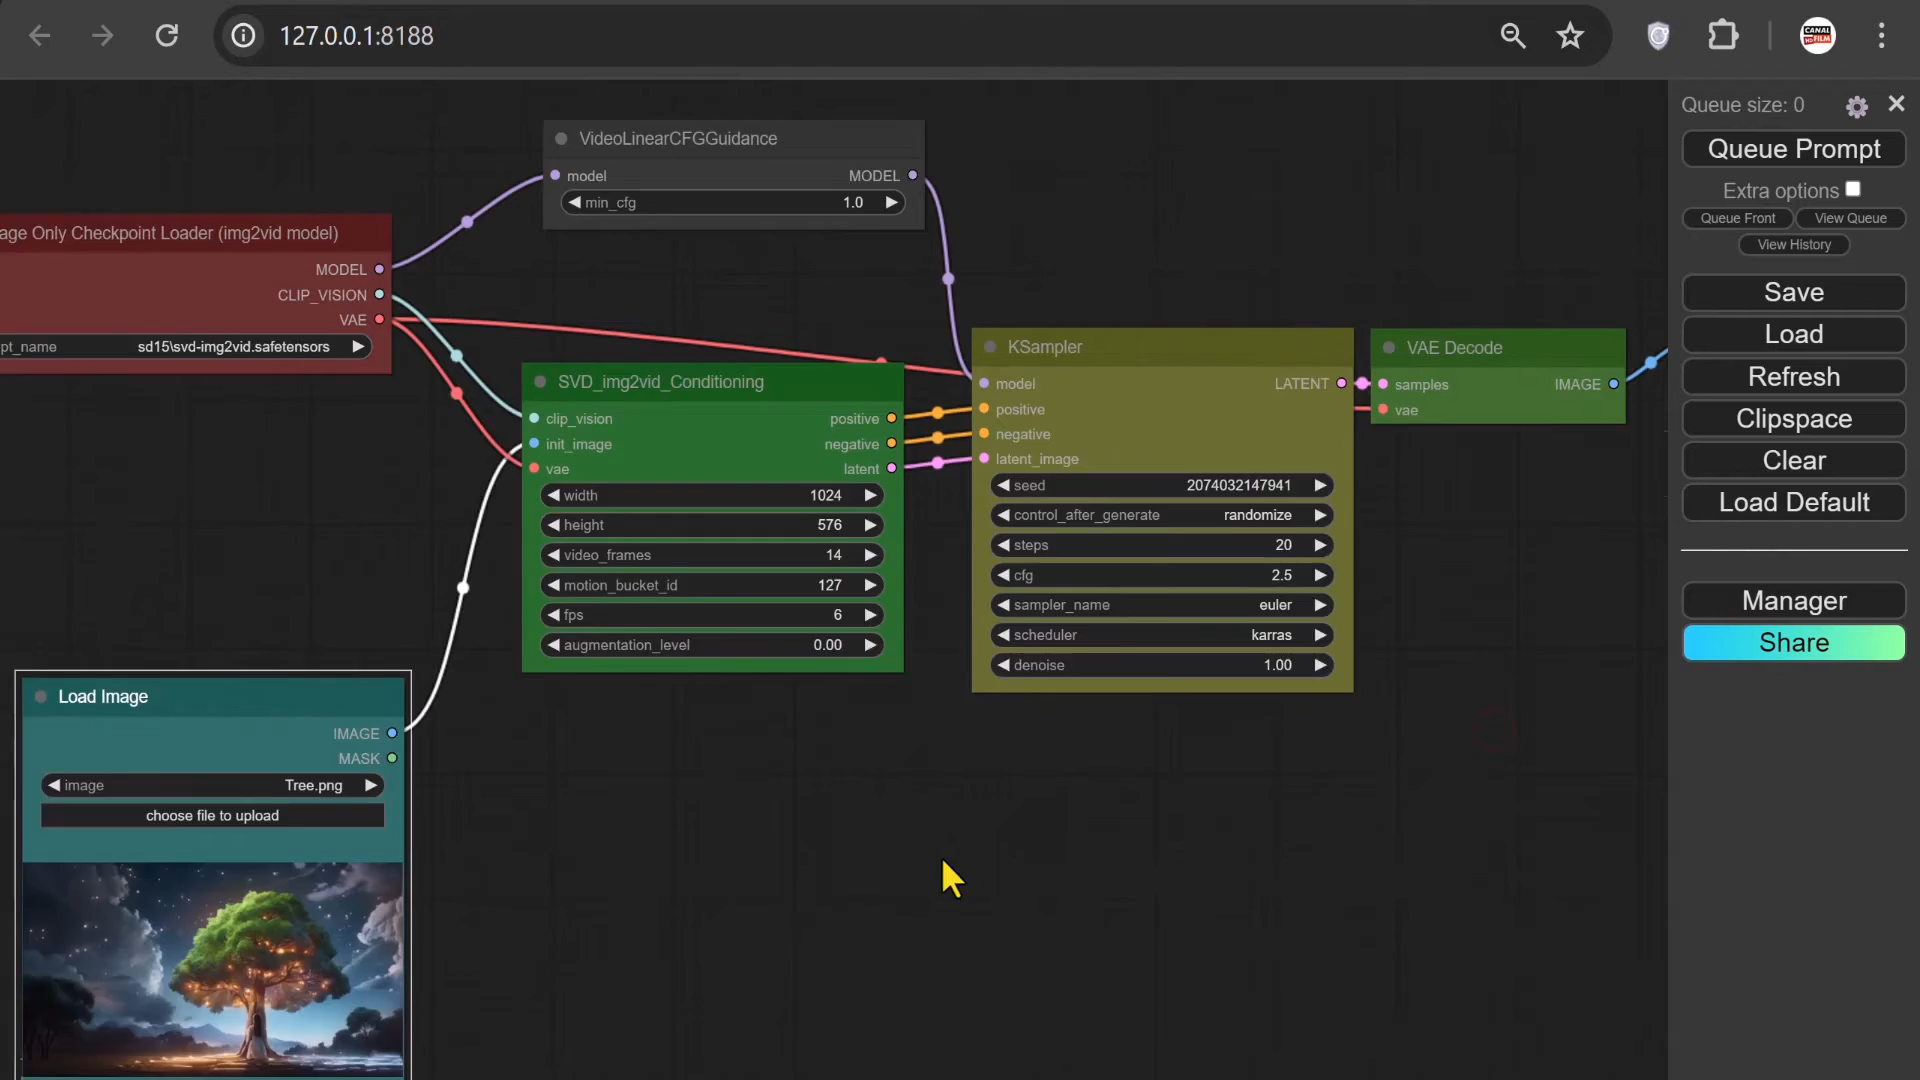 127.0.0.1:8188
CANAL
HD FILM
Queue size: 0
Queue Prompt
Extra options
Queue Front
View Queue
View History
Save
Load
Refresh
Clipspace
Clear
Load Default
Manager
Share
VideoLinearCFGGuidance
model MODEL
min_cfg 1.0
age Only Checkpoint Loader (img2vid model)
MODEL
CLIP_VISION
VAE
pt_name sd15\svd-img2vid.safetensors
SVD_img2vid_Conditioning
clip_vision positive
init_image negative
vae latent
width 1024
height 576
video_frames 14
motion_bucket_id 127
fps 6
augmentation_level 0.00
KSampler
model LATENT
positive
negative
latent_image
seed 2074032147941
control_after_generate randomize
steps 20
cfg 2.5
sampler_name euler
scheduler karras
denoise 1.00
VAE Decode
samples IMAGE
vae
Load Image
IMAGE
MASK
image Tree.png
choose file to upload